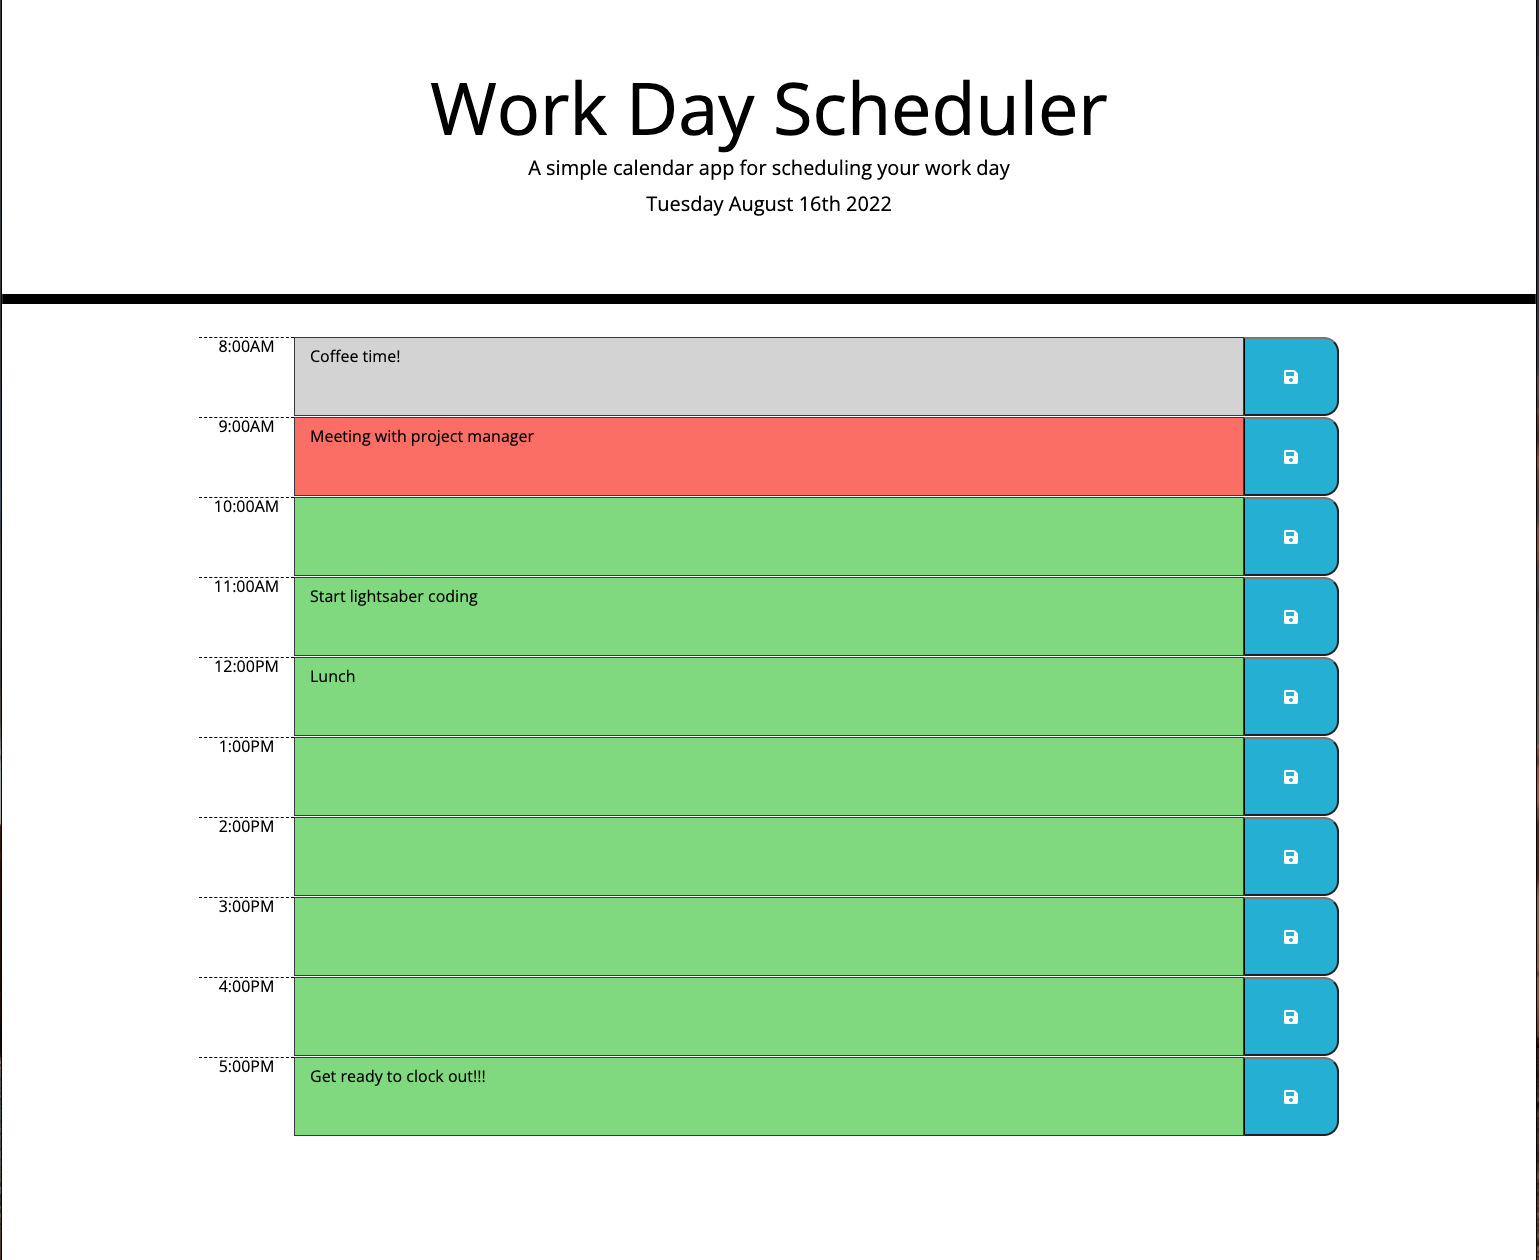 Work Day Scheduler
A simple calendar app for scheduling your work day
Tuesday August 16th 2022
8:00AM Coffee time!
9:00AM Meeting with project manager
10:00AM
11:00AM Start lightsaber coding
12:00PM Lunch
1:00PM
2:00PM
3:00PM
4:00PM
5:00PM Get ready to clock out!!!